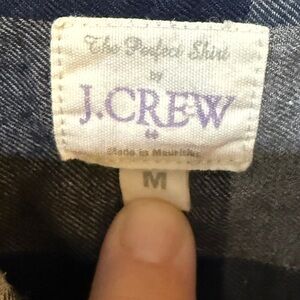 The Perfect Shirt
by
J.CREW
Made in Mauritius
M